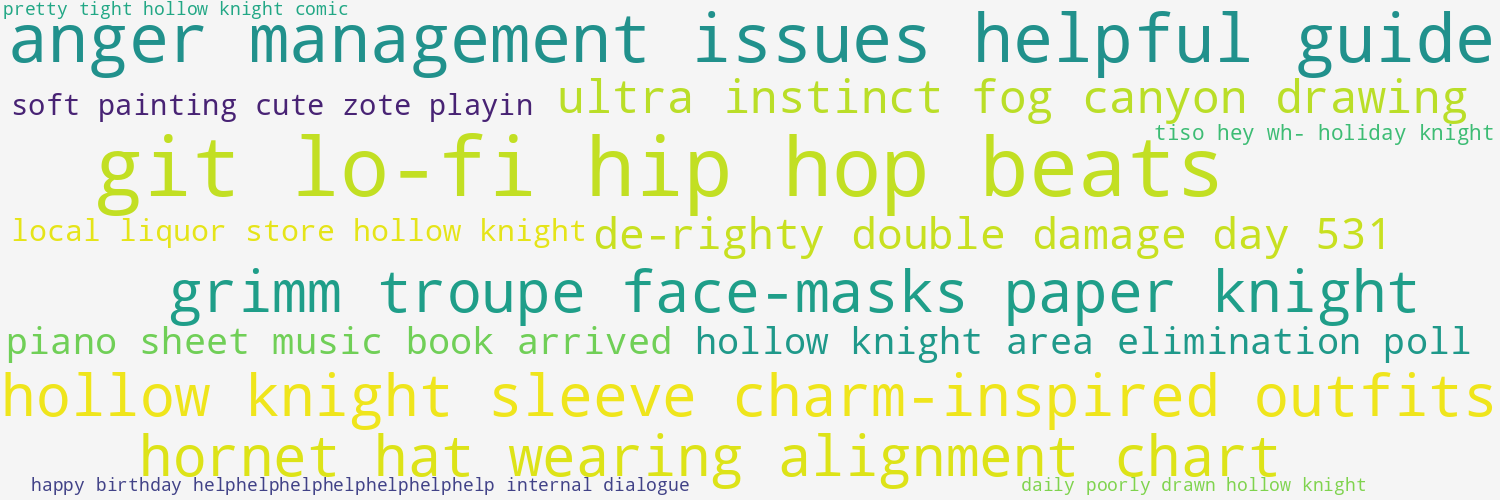 pretty tight hollow knight comic
anger management issues helpful guide
soft painting cute zote playin
ultra instinct fog canyon drawing
tiso hey wh- holiday knight
git lo-fi hip hop beats
local liquor store hollow knight
de-righty double damage day 531
grimm troupe face-masks paper knight
piano sheet music book arrived
hollow knight area elimination poll
hollow knight sleeve charm-inspired outfits
hornet hat wearing alignment chart
happy birthday helphelphelphelphelphelphelp internal dialogue
daily poorly drawn hollow knight